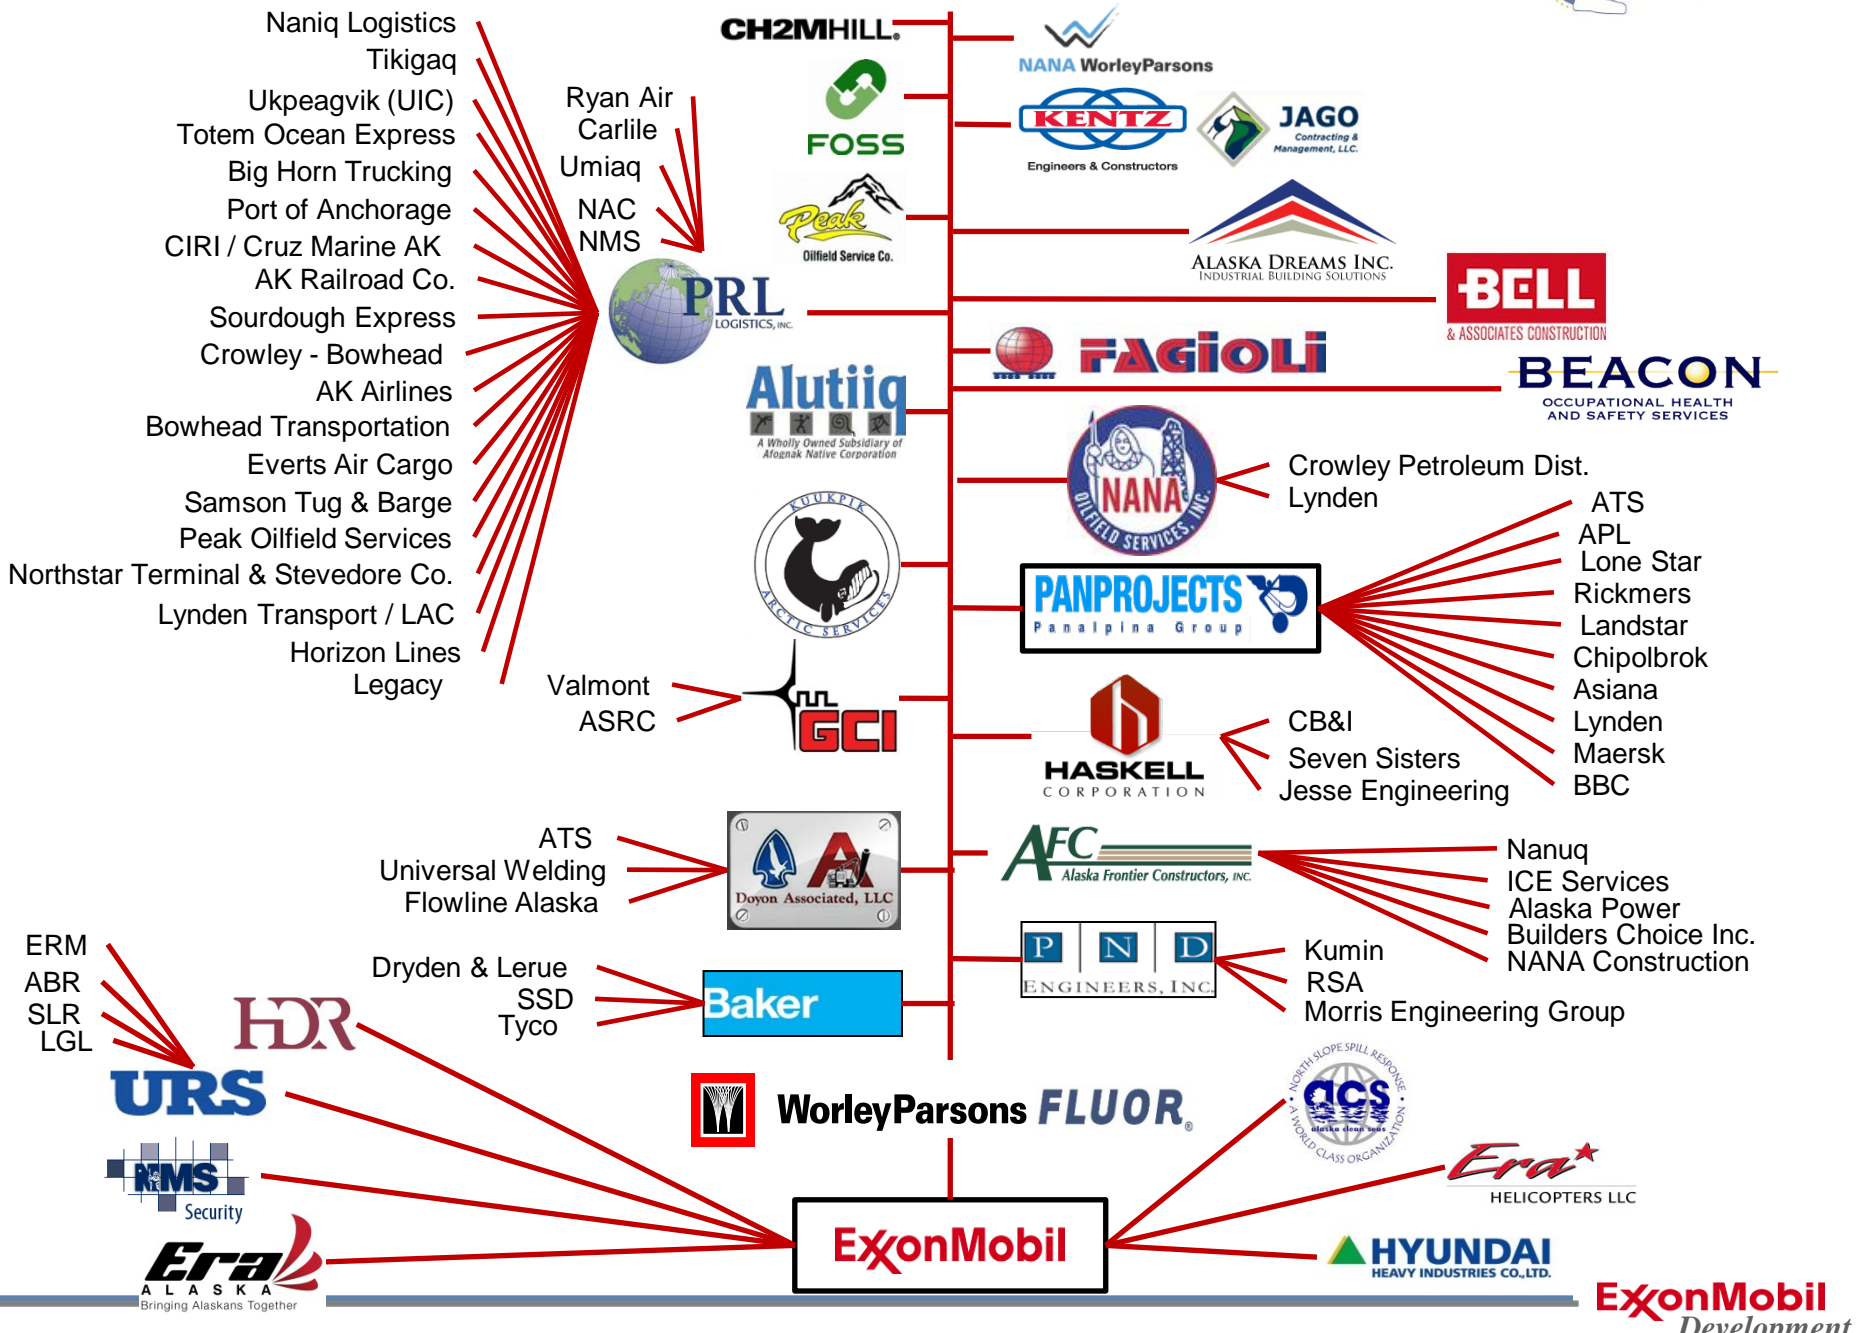 Naniq Logistics
Tikigaq
Ukpeagvik (UIC)
Totem Ocean Express
Big Horn Trucking
Port of Anchorage
CIRI / Cruz Marine AK
AK Railroad Co.
Sourdough Express
Crowley - Bowhead
AK Airlines
Bowhead Transportation
Everts Air Cargo
Samson Tug & Barge
Peak Oilfield Services
Northstar Terminal & Stevedore Co.
Lynden Transport / LAC
Horizon Lines
Legacy
Ryan Air
Carlile
Umiaq
NAC
NMS
PRL
LOGISTICS, INC.
CH2MHILL®
FOSS
Peak
Oilfield Service Co.
Alutiiq
A Wholly Owned Subsidiary of
Afognak Native Corporation
KUUKPIK
ARCTIC SERVICES
Valmont
ASRC
GCI
ATS
Universal Welding
Flowline Alaska
Doyon Associated, LLC
Dryden & Lerue
SSD
Tyco
Baker
NANA WorleyParsons
KENTZ
Engineers & Constructors
JAGO
Contracting &
Management, LLC.
ALASKA DREAMS INC.
INDUSTRIAL BUILDING SOLUTIONS
BELL
& ASSOCIATES CONSTRUCTION
FAGIOLI
BEACON
OCCUPATIONAL HEALTH
AND SAFETY SERVICES
NANA
OILFIELD SERVICES, INC.
Crowley Petroleum Dist.
Lynden
PANPROJECTS
Panalpina Group
ATS
APL
Lone Star
Rickmers
Landstar
Chipolbrok
Asiana
Lynden
Maersk
BBC
HASKELL
CORPORATION
CB&I
Seven Sisters
Jesse Engineering
AFC
Alaska Frontier Constructors, INC.
Nanuq
ICE Services
Alaska Power
Builders Choice Inc.
NANA Construction
P N D
ENGINEERS, INC.
Kumin
RSA
Morris Engineering Group
ERM
ABR
SLR
LGL
HDR
URS
NMS
Security
Era
ALASKA
Bringing Alaskans Together
WorleyParsons
FLUOR®
NORTH SLOPE SPILL RESPONSE
acs
alaska clean seas
A WORLD CLASS ORGANIZATION
Era
HELICOPTERS LLC
HYUNDAI
HEAVY INDUSTRIES CO.,LTD.
ExxonMobil
ExxonMobil
Development